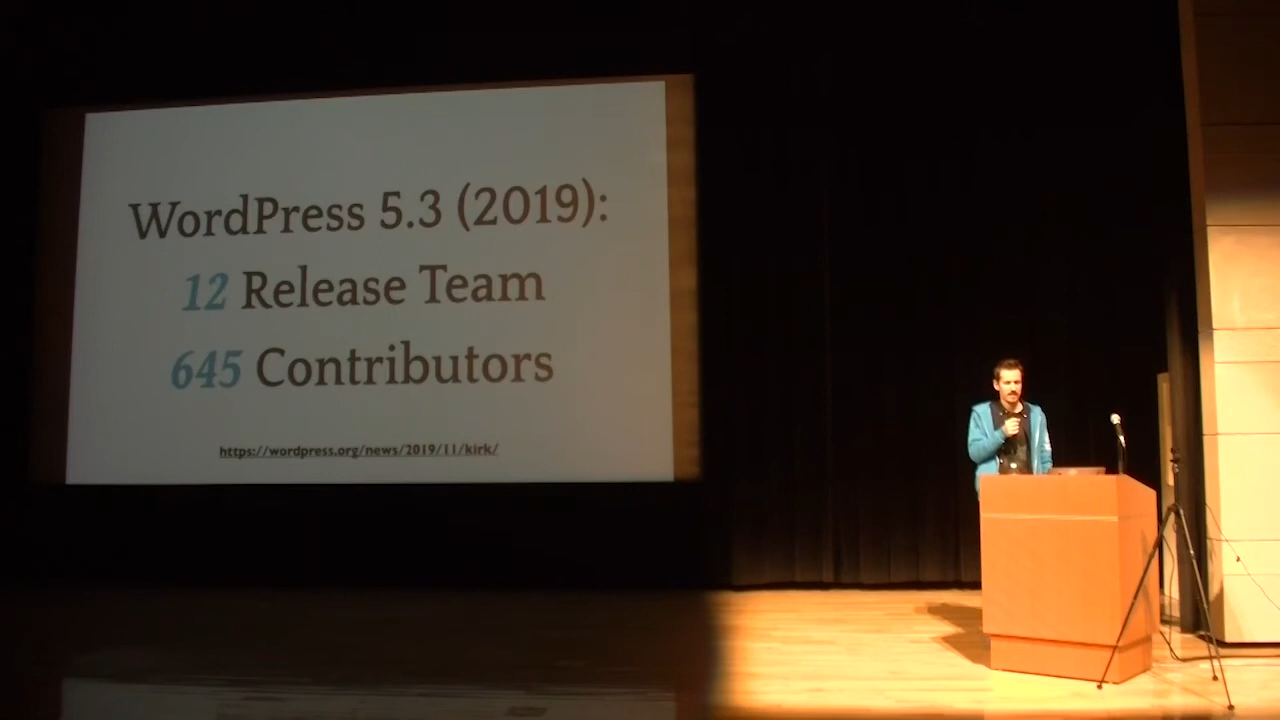 WordPress 5.3 (2019):
12 Release Team
645 Contributors
https://wordpress.org/news/2019/11/kirk/